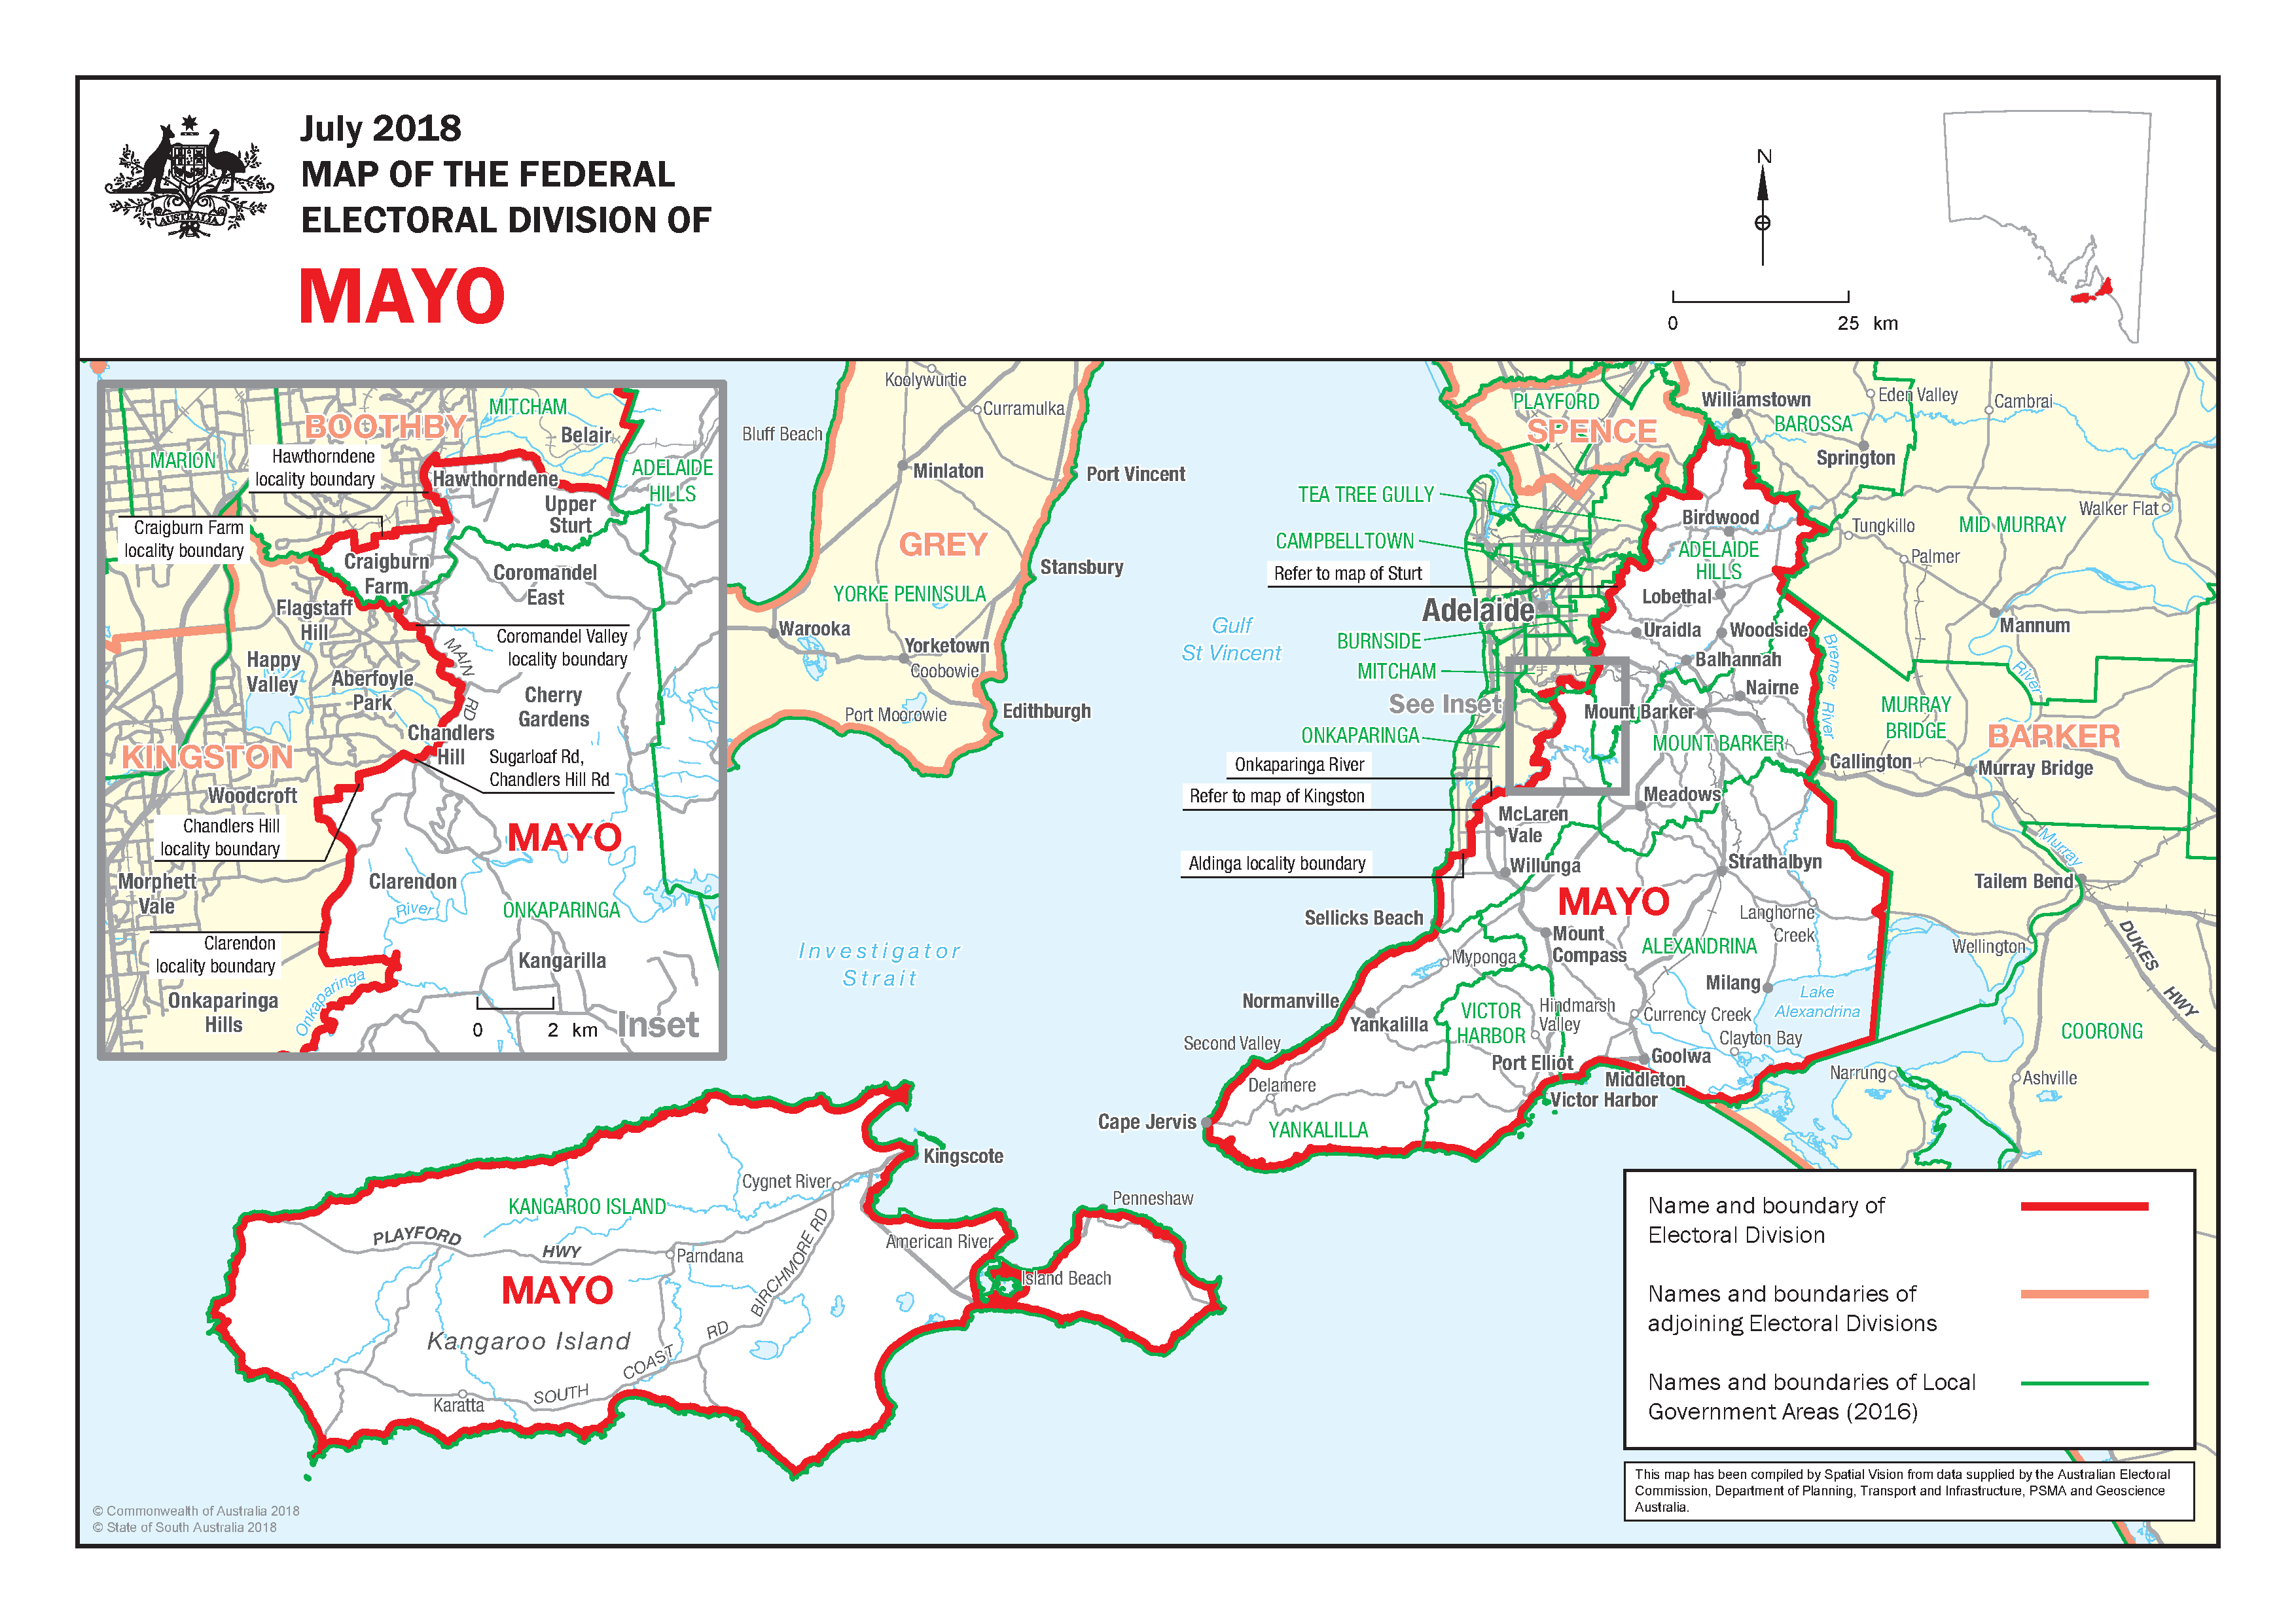 AUSTRALIA
July 2018
MAP OF THE FEDERAL
ELECTORAL DIVISION OF
MAYO
N
0 25 km
BOOTHBY
MITCHAM
Belair
MARION
Hawthorndene
locality boundary
Hawthorndene
ADELAIDE
HILLS
Upper
Sturt
Craigburn Farm
locality boundary
Craigburn
Farm
Coromandel
East
Flagstaff
Hill
Coromandel Valley
locality boundary
MAIN
RD
Happy
Valley
Aberfoyle
Park
Cherry
Gardens
Chandlers
Hill
KINGSTON
Sugarloaf Rd,
Chandlers Hill Rd
Woodcroft
Chandlers Hill
locality boundary
MAYO
Morphett
Vale
Clarendon
River
ONKAPARINGA
Clarendon
locality boundary
Kangarilla
Onkaparinga
Hills
Onkaparinga
0 2 km
Inset
Koolywurtie
Curramulka
Bluff Beach
Minlaton
Port Vincent
GREY
Stansbury
YORKE PENINSULA
Warooka
Yorketown
Coobowie
Port Moorowie
Edithburgh
Gulf
St Vincent
Investigator
Strait
PLAYFORD
SPENCE
Williamstown
BAROSSA
Eden Valley
Cambrai
Springton
TEA TREE GULLY
Birdwood
Tungkillo
MID MURRAY
Walker Flat
CAMPBELLTOWN
ADELAIDE
HILLS
Palmer
Refer to map of Sturt
Lobethal
Adelaide
Mannum
BURNSIDE
Uraidla
Woodside
Bremer River
River
MITCHAM
Balhannah
See Inset
Nairne
MURRAY
BRIDGE
Mount Barker
BARKER
ONKAPARINGA
MOUNT BARKER
Onkaparinga River
Callington
Murray Bridge
Refer to map of Kingston
Meadows
McLaren
Vale
Murray
Aldinga locality boundary
Willunga
Strathalbyn
Tailem Bend
MAYO
Sellicks Beach
Langhorne
Creek
DUKES
HWY
Mount
Compass
ALEXANDRINA
Wellington
Myponga
Milang
Lake
Alexandrina
Normanville
VICTOR
HARBOR
Hindmarsh
Valley
Currency Creek
Yankalilla
COORONG
Second Valley
Clayton Bay
Port Elliot
Goolwa
Delamere
Middleton
Narrung
Ashville
Victor Harbor
Cape Jervis
YANKALILLA
Kingscote
Cygnet River
Penneshaw
KANGAROO ISLAND
PLAYFORD
HWY
Parndana
BIRCHMORE RD
American River
Island Beach
MAYO
Kangaroo Island
SOUTH
COAST
RD
Karatta
Name and boundary of
Electoral Division
Names and boundaries of
adjoining Electoral Divisions
Names and boundaries of Local
Government Areas (2016)
This map has been compiled by Spatial Vision from data supplied by the Australian Electoral
Commission, Department of Planning, Transport and Infrastructure, PSMA and Geoscience
Australia.
© Commonwealth of Australia 2018
© State of South Australia 2018